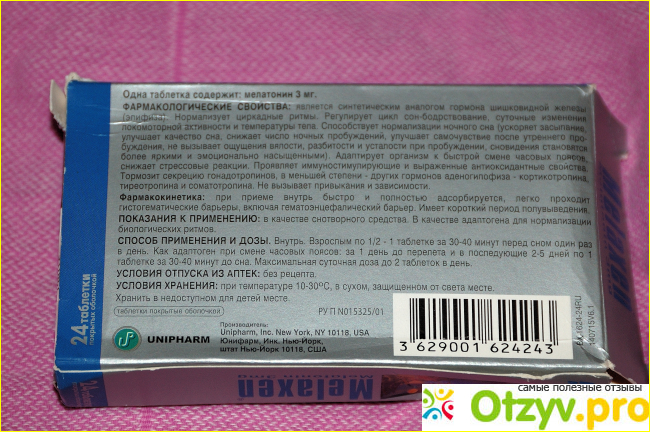 Одна таблетка содержит: мелатонин 3 мг.
ФАРМАКОЛОГИЧЕСКИЕ СВОЙСТВА: является синтетическим аналогом гормона шишковидной железы
(эпифиза). Нормализует циркадные ритмы. Регулирует цикл сон-бодрствование, суточные изменения
локомоторной активности и температуры тела. Способствует нормализации ночного сна (ускоряет засыпание,
улучшает качество сна, снижает число ночных пробуждений, улучшает самочувствие после утреннего про-
буждения, не вызывает ощущения вялости, разбитости и усталости при пробуждении, сновидения становятся
более яркими и эмоционально насыщенными). Адаптирует организм к быстрой смене часовых поясов,
снижает стрессовые реакции. Проявляет иммуностимулирующие и выраженные антиоксидантные свойства.
Тормозит секрецию гонадотропинов, в меньшей степени - других гормонов аденогипофиза - кортикотропина,
тиреотропина и соматотропина. Не вызывает привыкания и зависимости.
Фармакокинетика: при приеме внутрь быстро и полностью адсорбируется, легко проходит
гистогематические барьеры, включая гематоэнцефалический барьер. Имеет короткий период полувыведения.
ПОКАЗАНИЯ К ПРИМЕНЕНИЮ: в качестве снотворного средства. В качестве адаптогена для нормализации
биологических ритмов.
СПОСОБ ПРИМЕНЕНИЯ И ДОЗЫ. Внутрь. Взрослым по 1/2 - 1 таблетке за 30-40 минут перед сном один раз
в день. Как адаптоген при смене часовых поясов: за 1 день до перелета и в последующие 2-5 дней по 1
таблетке за 30-40 минут до сна. Максимальная суточная доза до 2 таблеток в день.
УСЛОВИЯ ОТПУСКА ИЗ АПТЕК: без рецепта.
УСЛОВИЯ ХРАНЕНИЯ: при температуре 10-30ºС, в сухом, защищенном от света месте.
Хранить в недоступном для детей месте.
таблетки покрытые оболочкой
РУ П N015325/01
UNIPHARM
Производитель:
Unipharm, Inc. New York, NY 10118, USA
Юнифарм, Инк. Нью-Йорк,
штат Нью-Йорк 10118, США
3 629001 624243
140715V6.1
24 таблетки
покрытых оболочкой
Melaxen
Melatonin 3mg
самые полезные отзывы
Otzyv.pro